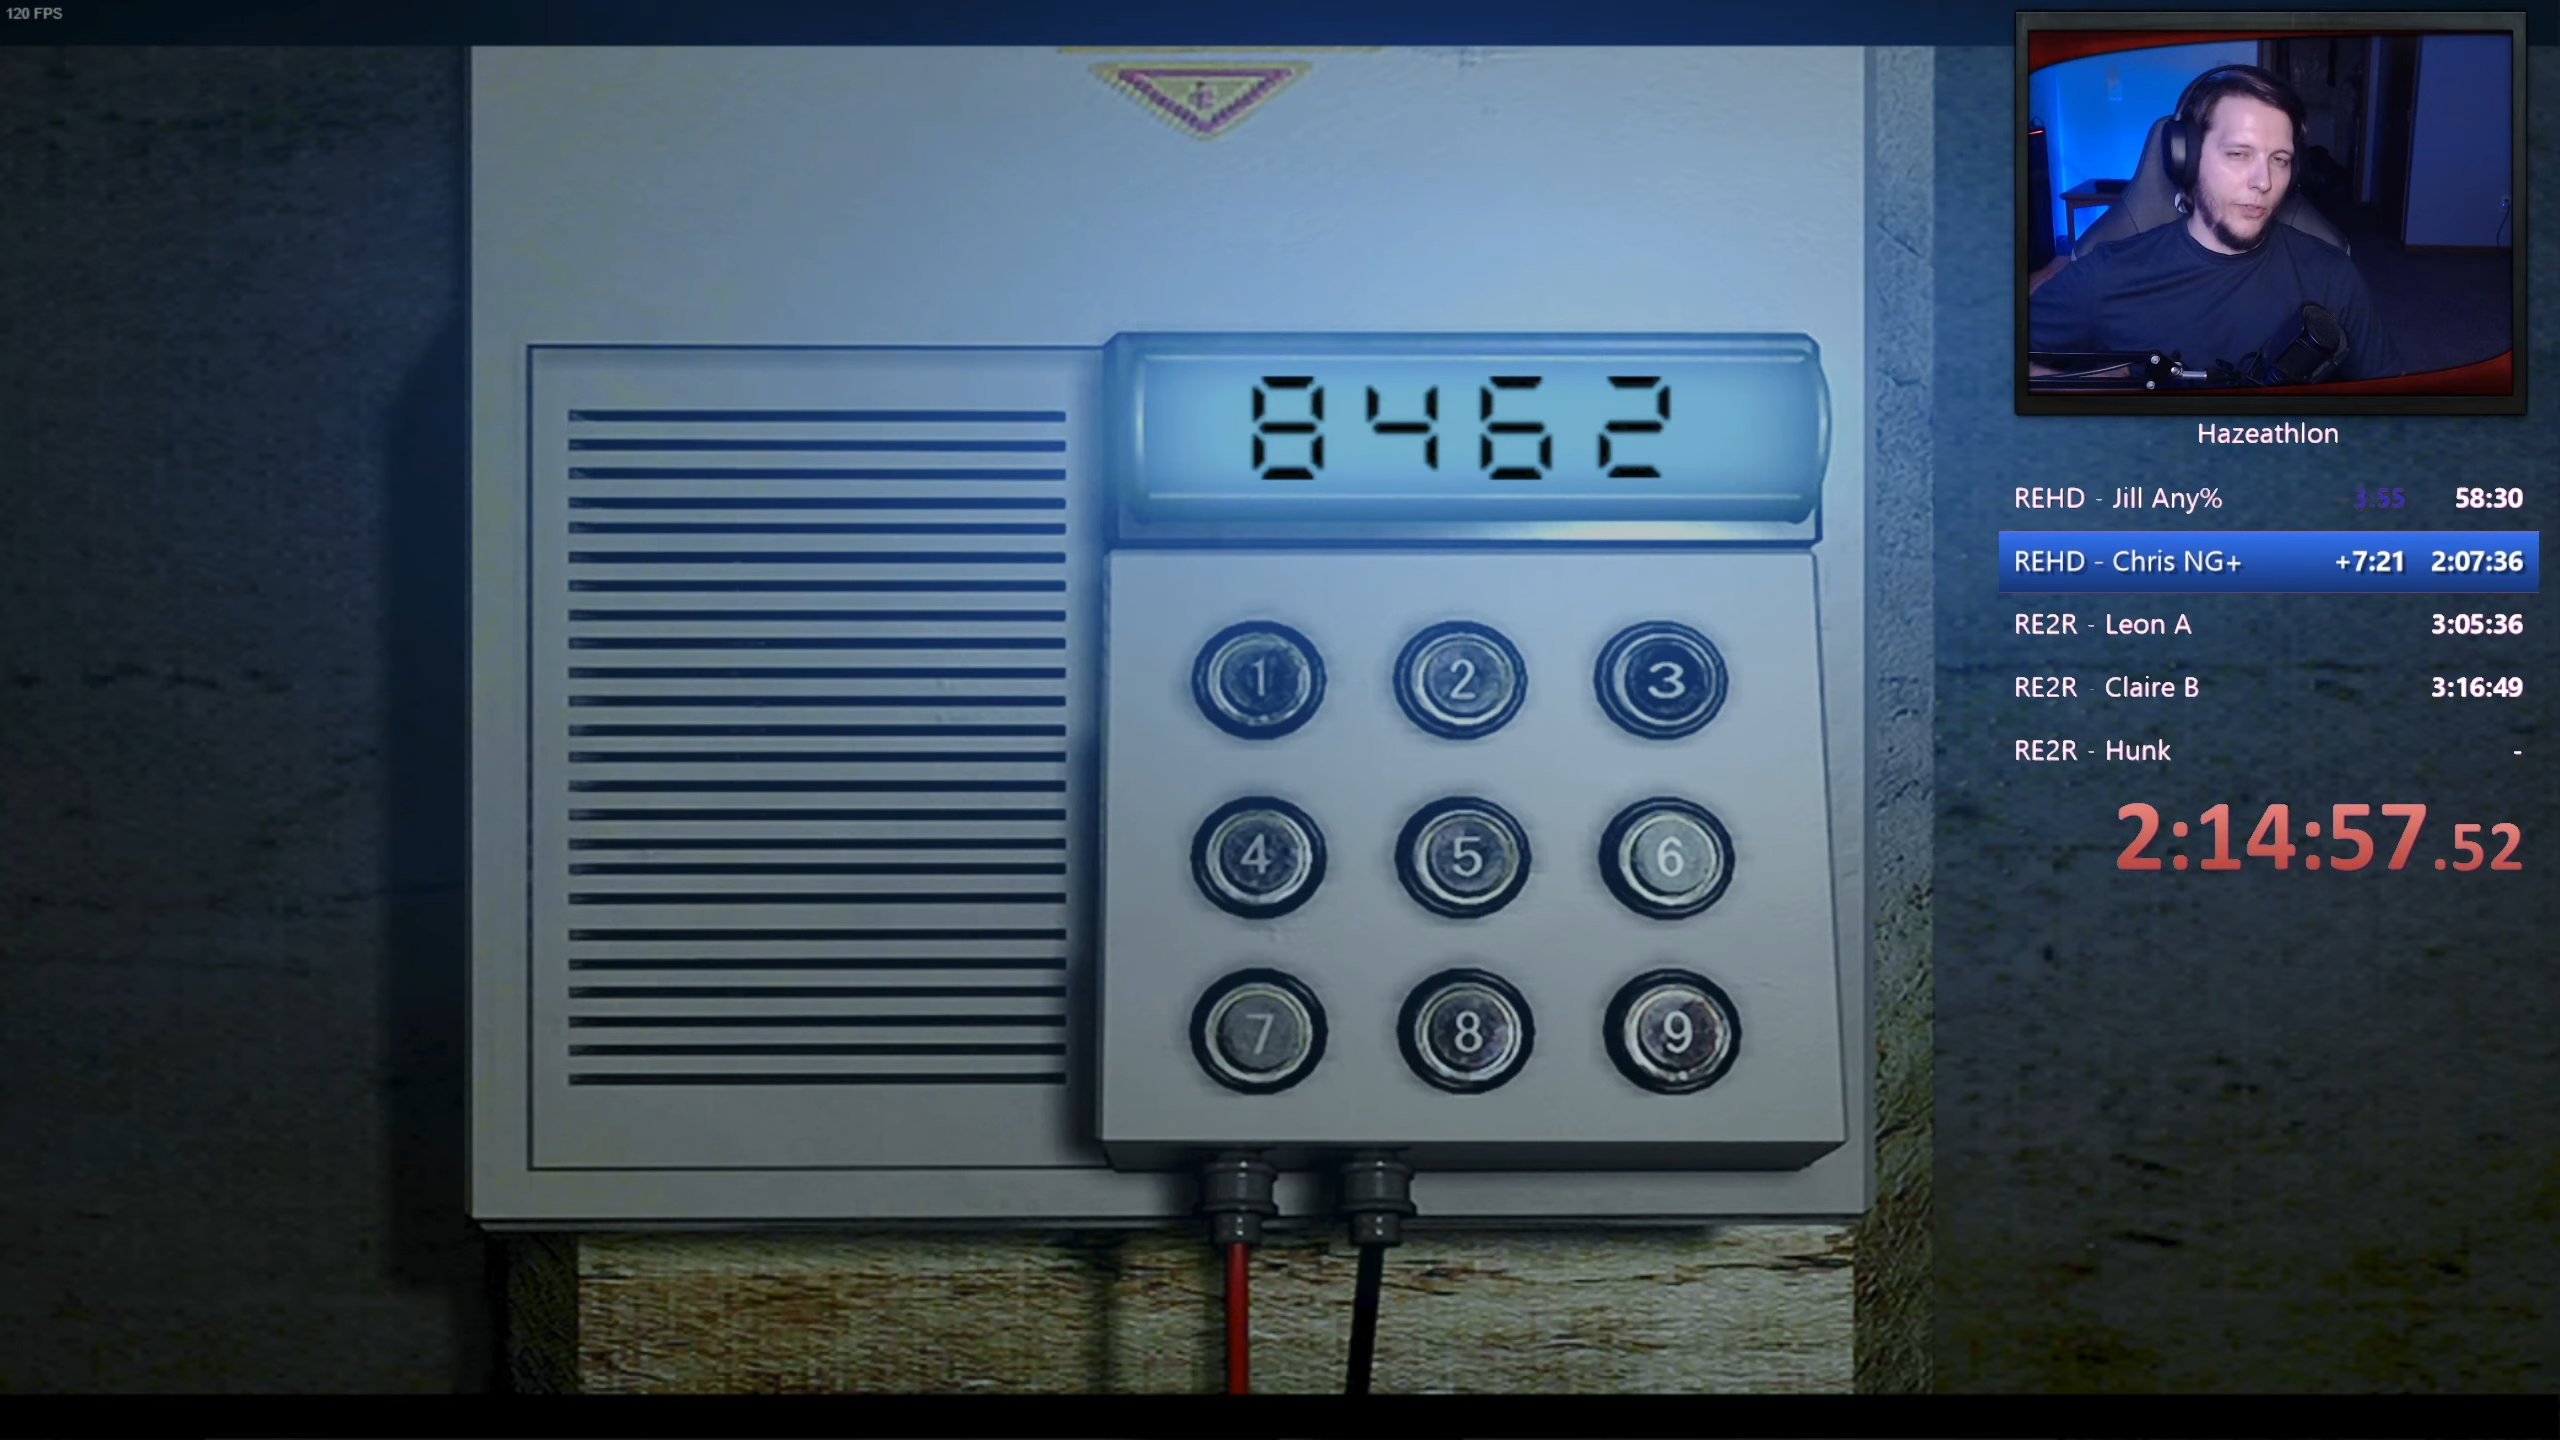 120 FPS
8462
1 2 3
4 5 6
7 8 9
Hazeathlon
REHD - Jill Any% -3:55 58:30
REHD - Chris NG+ +7:21 2:07:36
RE2R - Leon A 3:05:36
RE2R - Claire B 3:16:49
RE2R - Hunk -
2:14:57.52